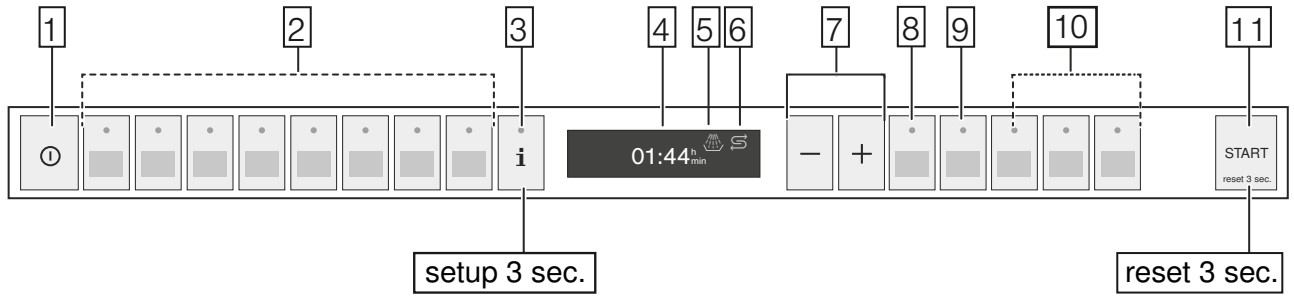 1 2 3 4 5 6 7 8 9 10 11
i
01:44 h min
− +
START
reset 3 sec.
setup 3 sec.
reset 3 sec.